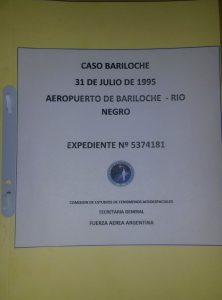 CASO BARILOCHE
31 DE JULIO DE 1995
AEROPUERTO DE BARILOCHE - RIO
NEGRO
EXPEDIENTE Nº 5374181
COMISION DE ESTUDIOS DE FENOMENOS AEROESPACIALES
SECRETARIA GENERAL
FUERZA AEREA ARGENTINA